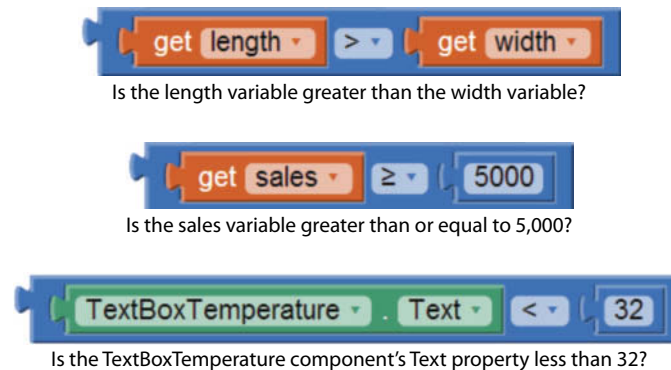 get length > get width
Is the length variable greater than the width variable?
get sales ≥ 5000
Is the sales variable greater than or equal to 5,000?
TextBoxTemperature . Text < 32
Is the TextBoxTemperature component’s Text property less than 32?